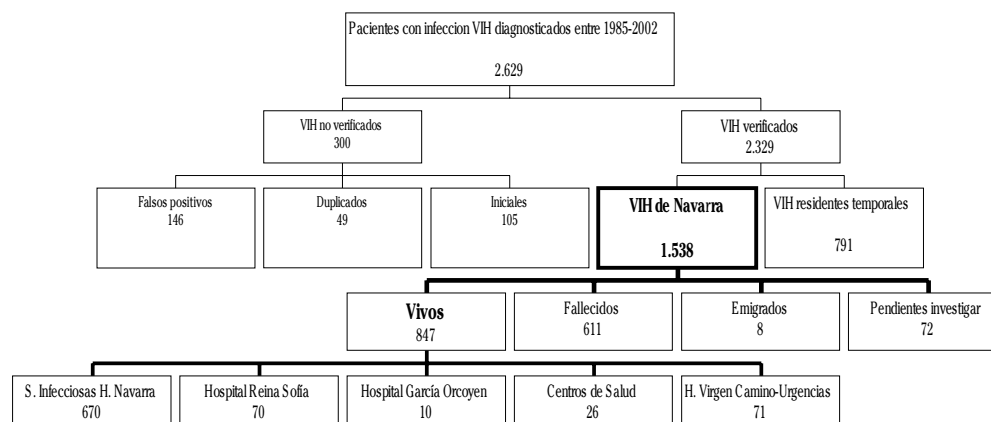 Pacientes con infeccion VIH diagnosticados entre 1985-2002
2.629
VIH no verificados
300
VIH verificados
2.329
Falsos positivos
146
Duplicados
49
Iniciales
105
VIH de Navarra
1.538
VIH residentes temporales
791
Vivos
847
Fallecidos
611
Emigrados
8
Pendientes investigar
72
S. Infecciosas H. Navarra
670
Hospital Reina Sofía
70
Hospital García Orcoyen
10
Centros de Salud
26
H. Virgen Camino-Urgencias
71